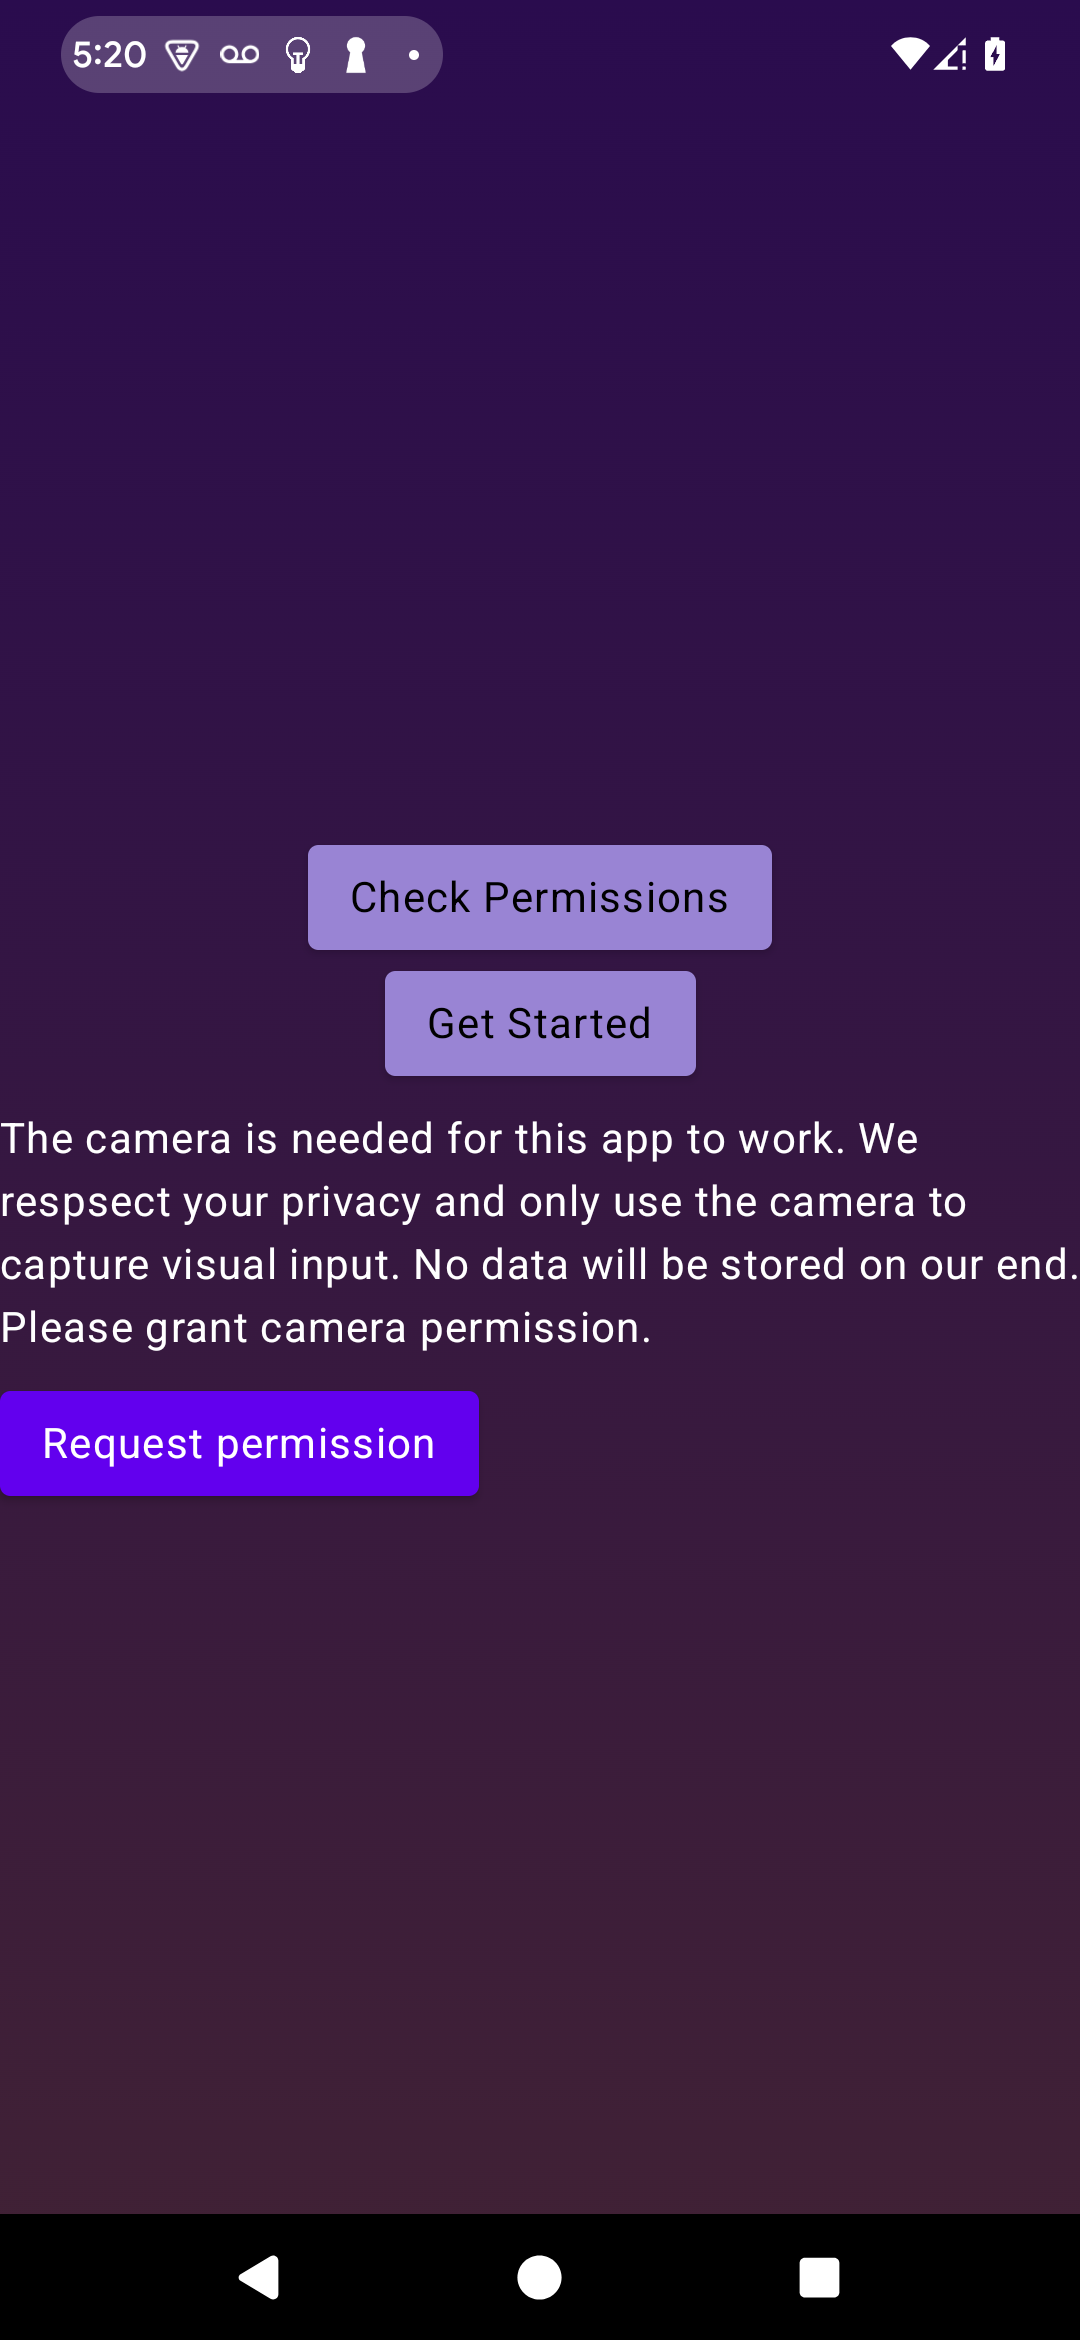 5:20
Check Permissions
Get Started
The camera is needed for this app to work. We
respsect your privacy and only use the camera to
capture visual input. No data will be stored on our end.
Please grant camera permission.
Request permission